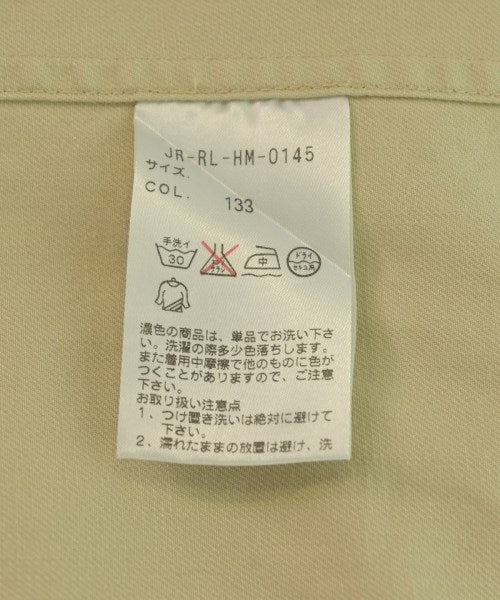 JR-RL-HM-0145
サイズ.
COL. 133
手洗イ
30
中
ドライ
セキユ系
濃色の商品は、単品でお洗い下さ
い。洗濯の際多少色落ちします。
また着用中摩擦で他のものに色が
つくことがありますので、ご注意
下さい。
お取り扱い注意点
1、つけ置き洗いは絶対に避けて
下さい。
2、濡れたままの放置は避け、洗